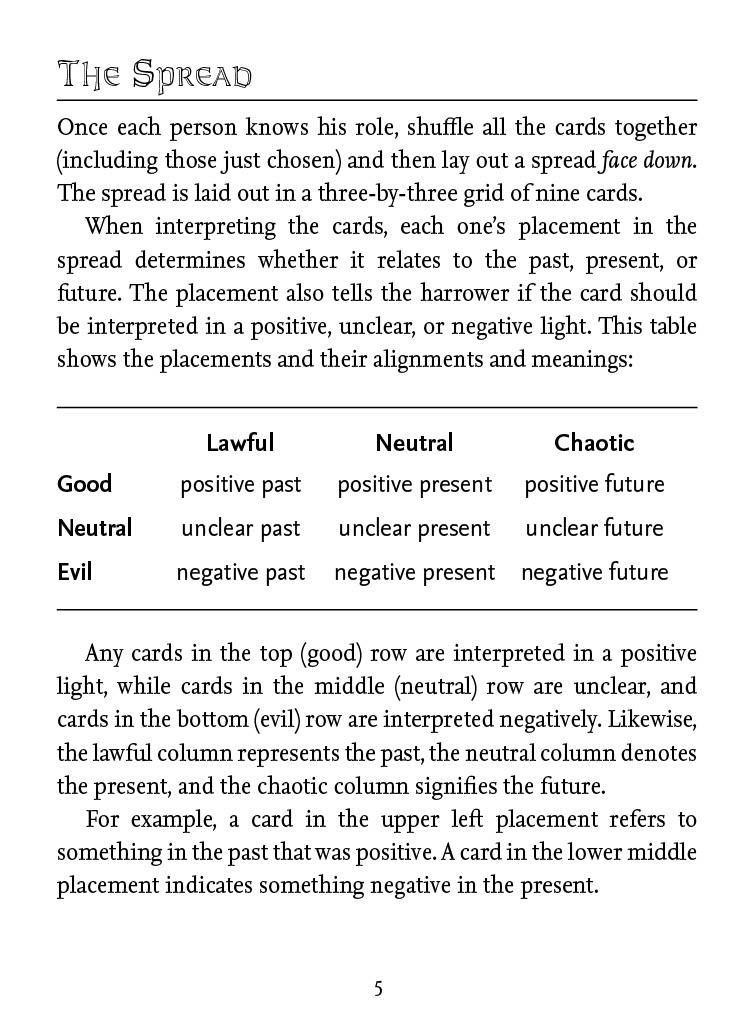 The Spread
Once each person knows his role, shuffle all the cards together
(including those just chosen) and then lay out a spread face down.
The spread is laid out in a three-by-three grid of nine cards.
When interpreting the cards, each one's placement in the
spread determines whether it relates to the past, present, or
future. The placement also tells the harrower if the card should
be interpreted in a positive, unclear, or negative light. This table
shows the placements and their alignments and meanings:
Lawful Neutral Chaotic
Good positive past positive present positive future
Neutral unclear past unclear present unclear future
Evil negative past negative present negative future
Any cards in the top (good) row are interpreted in a positive
light, while cards in the middle (neutral) row are unclear, and
cards in the bottom (evil) row are interpreted negatively. Likewise,
the lawful column represents the past, the neutral column denotes
the present, and the chaotic column signifies the future.
For example, a card in the upper left placement refers to
something in the past that was positive. A card in the lower middle
placement indicates something negative in the present.
5